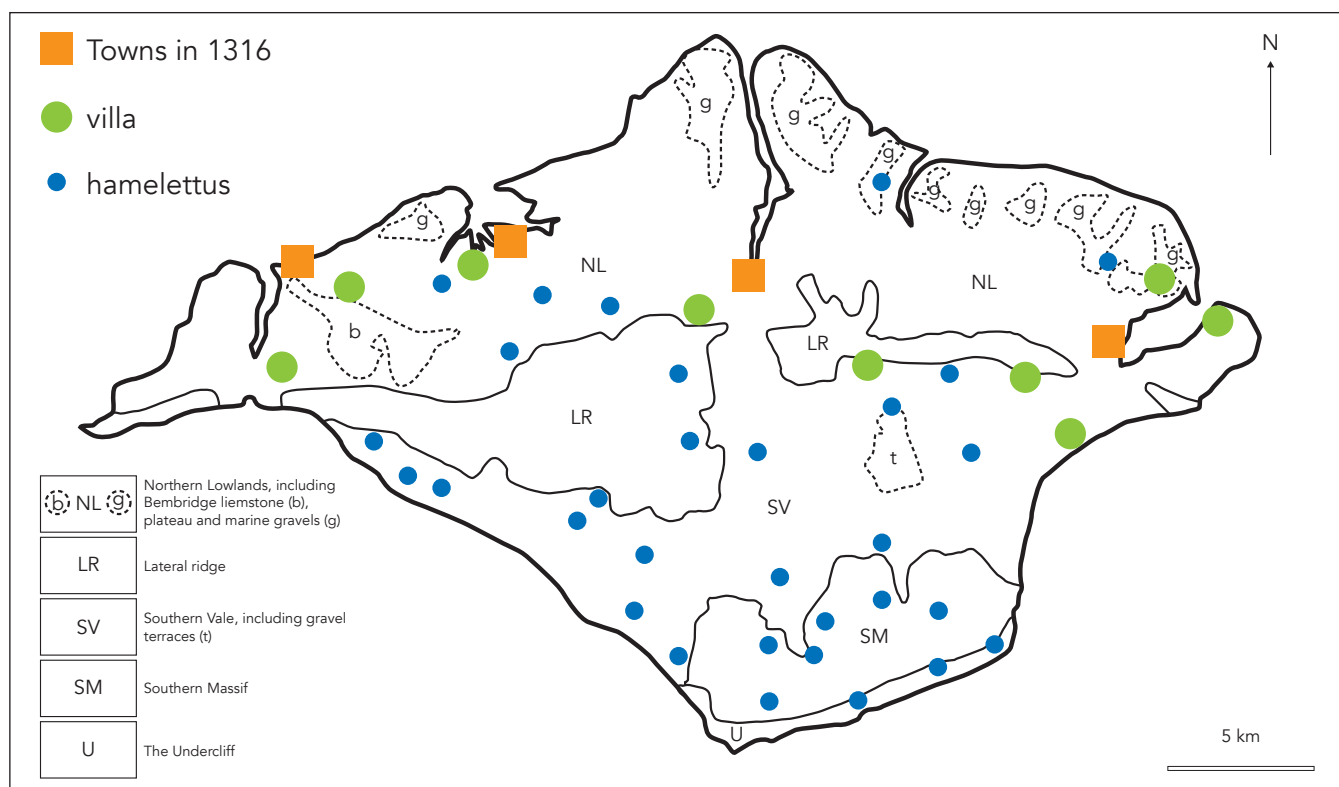 Towns in 1316
villa
hamelettus
N
g
g
g
g
g
g
g
g
g
NL
NL
b
LR
LR
t
SV
SM
U
b NL g
Northern Lowlands, including
Bembridge liemstone (b),
plateau and marine gravels (g)
LR
Lateral ridge
SV
Southern Vale, including gravel
terraces (t)
SM
Southern Massif
U
The Undercliff
5 km